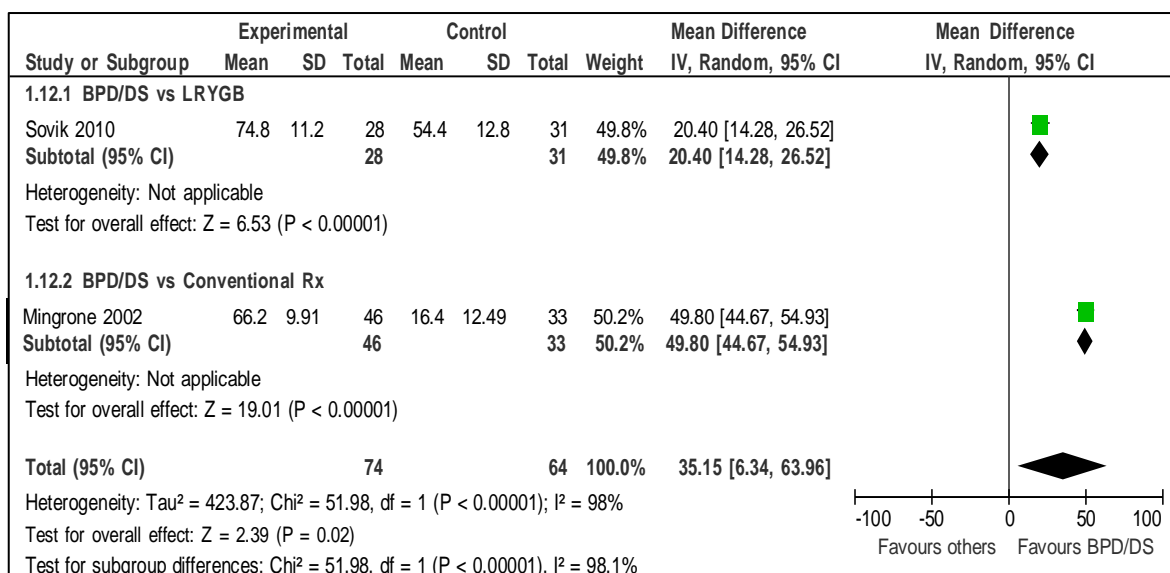 Experimental Control Mean Difference Mean Difference
Study or Subgroup Mean SD Total Mean SD Total Weight IV, Random, 95% CI IV, Random, 95% CI
1.12.1 BPD/DS vs LRYGB
Sovik 2010 74.8 11.2 28 54.4 12.8 31 49.8% 20.40 [14.28, 26.52]
Subtotal (95% CI) 28 31 49.8% 20.40 [14.28, 26.52]
Heterogeneity: Not applicable
Test for overall effect: Z = 6.53 (P < 0.00001)
1.12.2 BPD/DS vs Conventional Rx
Mingrone 2002 66.2 9.91 46 16.4 12.49 33 50.2% 49.80 [44.67, 54.93]
Subtotal (95% CI) 46 33 50.2% 49.80 [44.67, 54.93]
Heterogeneity: Not applicable
Test for overall effect: Z = 19.01 (P < 0.00001)
Total (95% CI) 74 64 100.0% 35.15 [6.34, 63.96]
Heterogeneity: Tau² = 423.87; Chi² = 51.98, df = 1 (P < 0.00001); I² = 98%
Test for overall effect: Z = 2.39 (P = 0.02)
Test for subgroup differences: Chi² = 51.98, df = 1 (P < 0.00001), I² = 98.1%
-100 -50 0 50 100
Favours others Favours BPD/DS